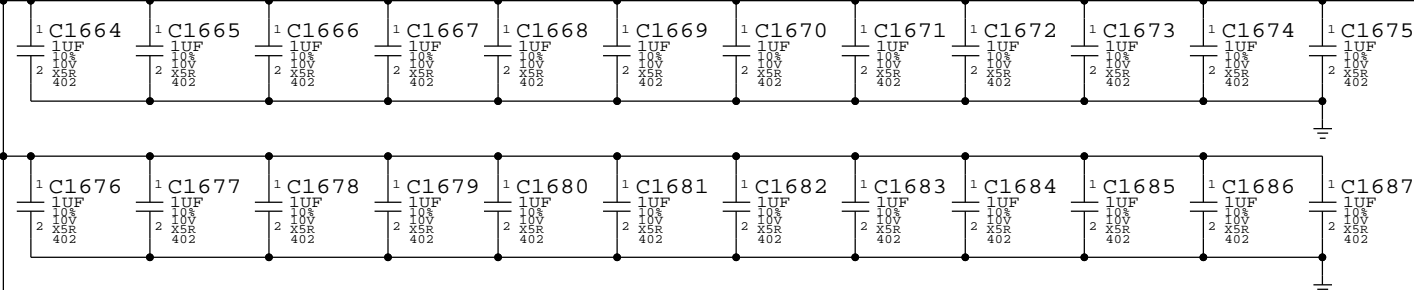 1 C1664 1 C1665 1 C1666 1 C1667 1 C1668 1 C1669 1 C1670 1 C1671 1 C1672 1 C1673 1 C1674 1 C1675
1UF 1UF 1UF 1UF 1UF 1UF 1UF 1UF 1UF 1UF 1UF 1UF
10% 10% 10% 10% 10% 10% 10% 10% 10% 10% 10% 10%
10V 10V 10V 10V 10V 10V 10V 10V 10V 10V 10V 10V
2 X5R 2 X5R 2 X5R 2 X5R 2 X5R 2 X5R 2 X5R 2 X5R 2 X5R 2 X5R 2 X5R 2 X5R
402 402 402 402 402 402 402 402 402 402 402 402
1 C1676 1 C1677 1 C1678 1 C1679 1 C1680 1 C1681 1 C1682 1 C1683 1 C1684 1 C1685 1 C1686 1 C1687
1UF 1UF 1UF 1UF 1UF 1UF 1UF 1UF 1UF 1UF 1UF 1UF
10% 10% 10% 10% 10% 10% 10% 10% 10% 10% 10% 10%
10V 10V 10V 10V 10V 10V 10V 10V 10V 10V 10V 10V
2 X5R 2 X5R 2 X5R 2 X5R 2 X5R 2 X5R 2 X5R 2 X5R 2 X5R 2 X5R 2 X5R 2 X5R
402 402 402 402 402 402 402 402 402 402 402 402